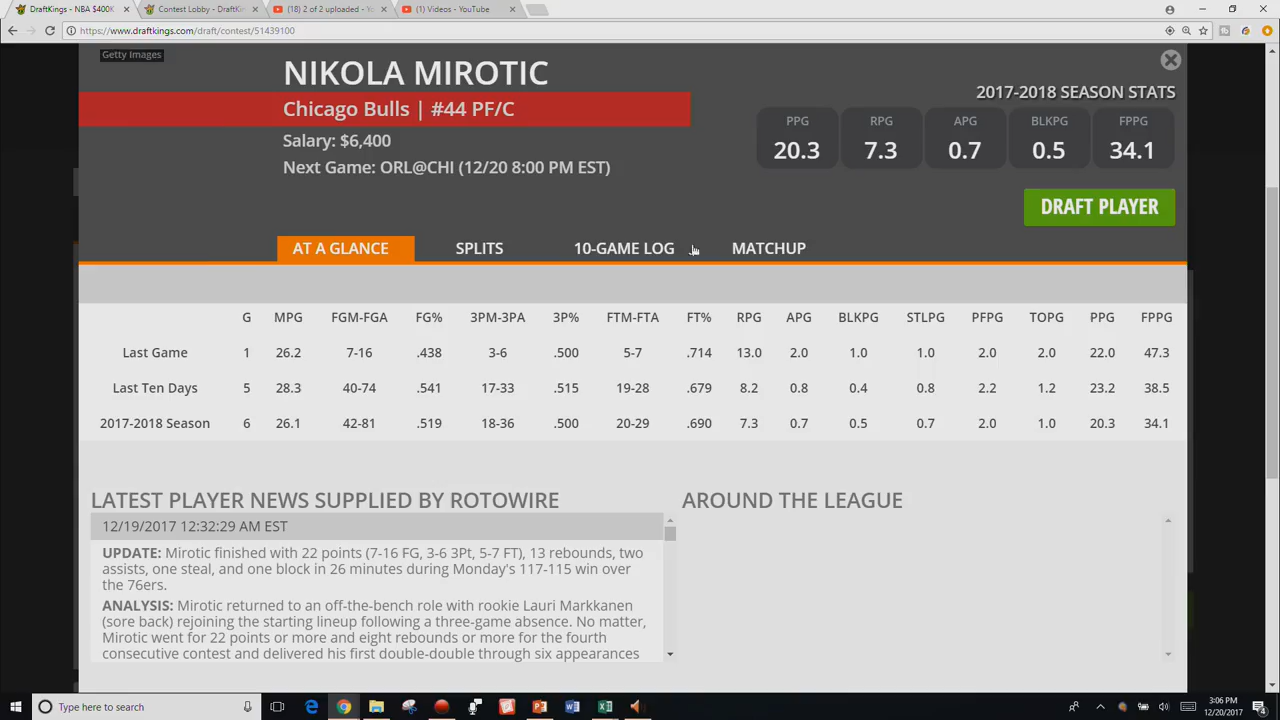 DraftKings - NBA $400K
Contest Lobby - DraftKi
(18) 2 of 2 uploaded - Yo
(1) Videos - YouTube
https://www.draftkings.com/draft/contest/51439100
Getty Images
NIKOLA MIROTIC
Chicago Bulls | #44 PF/C
Salary: $6,400
Next Game: ORL@CHI (12/20 8:00 PM EST)
2017-2018 SEASON STATS
PPG RPG APG BLKPG FPPG
20.3 7.3 0.7 0.5 34.1
DRAFT PLAYER
AT A GLANCE SPLITS 10-GAME LOG MATCHUP
G MPG FGM-FGA FG% 3PM-3PA 3P% FTM-FTA FT% RPG APG BLKPG STLPG PFPG TOPG PPG FPPG
Last Game 1 26.2 7-16 .438 3-6 .500 5-7 .714 13.0 2.0 1.0 1.0 2.0 2.0 22.0 47.3
Last Ten Days 5 28.3 40-74 .541 17-33 .515 19-28 .679 8.2 0.8 0.4 0.8 2.2 1.2 23.2 38.5
2017-2018 Season 6 26.1 42-81 .519 18-36 .500 20-29 .690 7.3 0.7 0.5 0.7 2.0 1.0 20.3 34.1
LATEST PLAYER NEWS SUPPLIED BY ROTOWIRE
12/19/2017 12:32:29 AM EST
UPDATE: Mirotic finished with 22 points (7-16 FG, 3-6 3Pt, 5-7 FT), 13 rebounds, two
assists, one steal, and one block in 26 minutes during Monday's 117-115 win over
the 76ers.
ANALYSIS: Mirotic returned to an off-the-bench role with rookie Lauri Markkanen
(sore back) rejoining the starting lineup following a three-game absence. No matter,
Mirotic went for 22 points or more and eight rebounds or more for the fourth
consecutive contest and delivered his first double-double through six appearances
AROUND THE LEAGUE
Type here to search
3:06 PM
12/20/2017